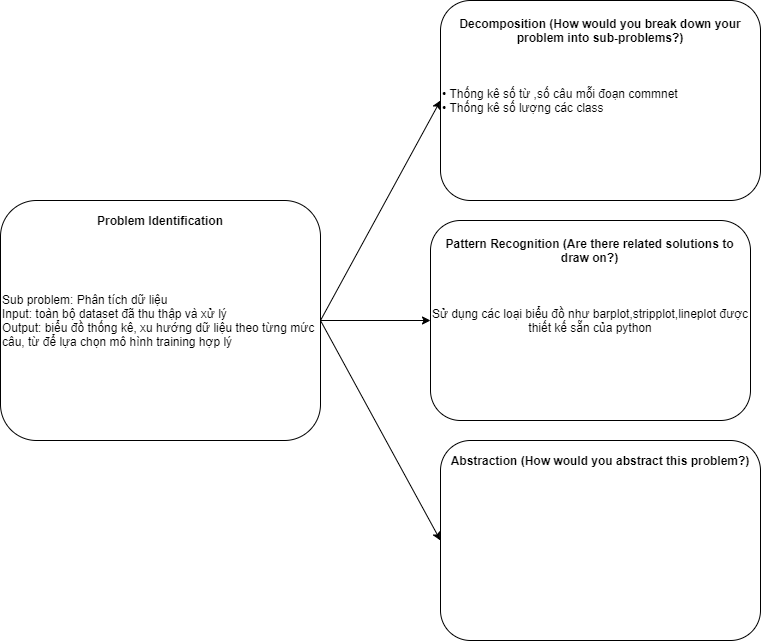 Decomposition (How would you break down your
problem into sub-problems?)
• Thống kê số từ ,số câu mỗi đoạn commnet
• Thống kê số lượng các class
Problem Identification
Sub problem: Phân tích dữ liệu
Input: toàn bộ dataset đã thu thập và xử lý
Output: biểu đồ thống kê, xu hướng dữ liệu theo từng mức
câu, từ để lựa chọn mô hình training hợp lý
Pattern Recognition (Are there related solutions to
draw on?)
Sử dụng các loại biểu đồ như barplot,stripplot,lineplot được
thiết kế sẵn của python
Abstraction (How would you abstract this problem?)